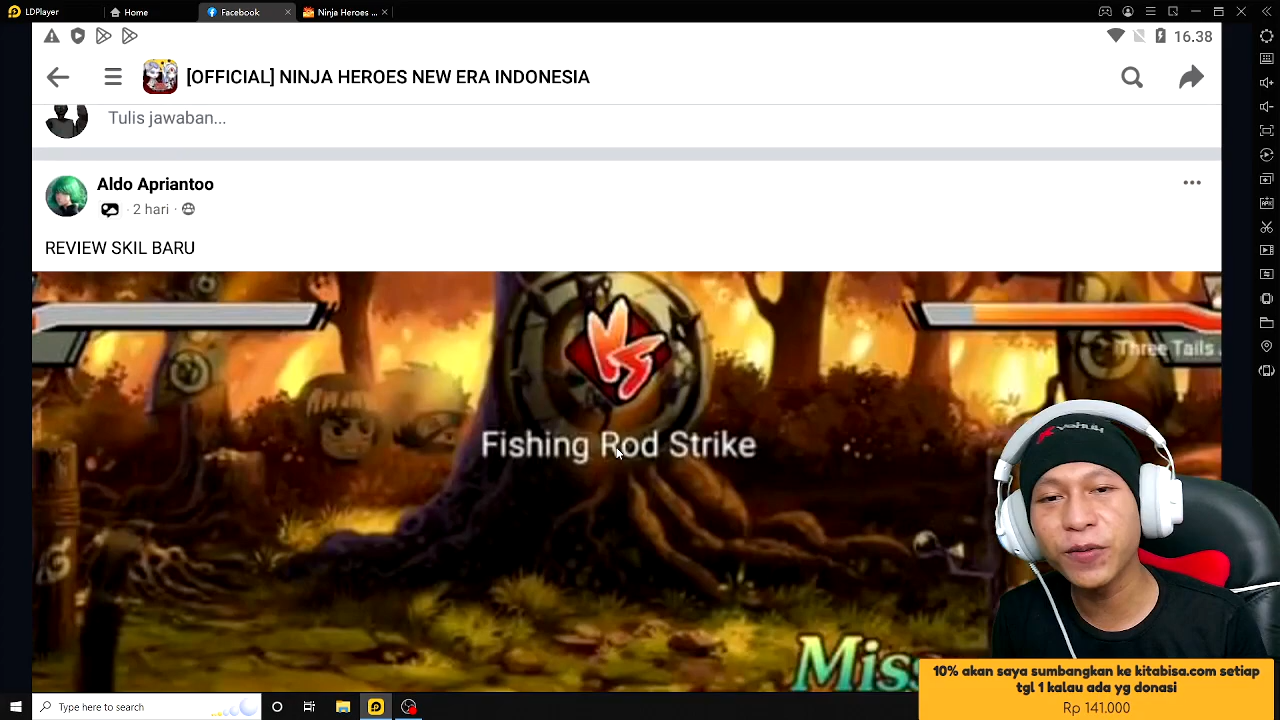 LDPlayer
Home
Facebook
Ninja Heroes ...
16.38
[OFFICIAL] NINJA HEROES NEW ERA INDONESIA
Tulis jawaban...
Aldo Apriantoo
· 2 hari ·
REVIEW SKIL BARU
VS
Three Tails
Fishing Rod Strike
Miss
10% akan saya sumbangkan ke kitabisa.com setiap
tgl 1 kalau ada yg donasi
Rp 141.000
Type here to search